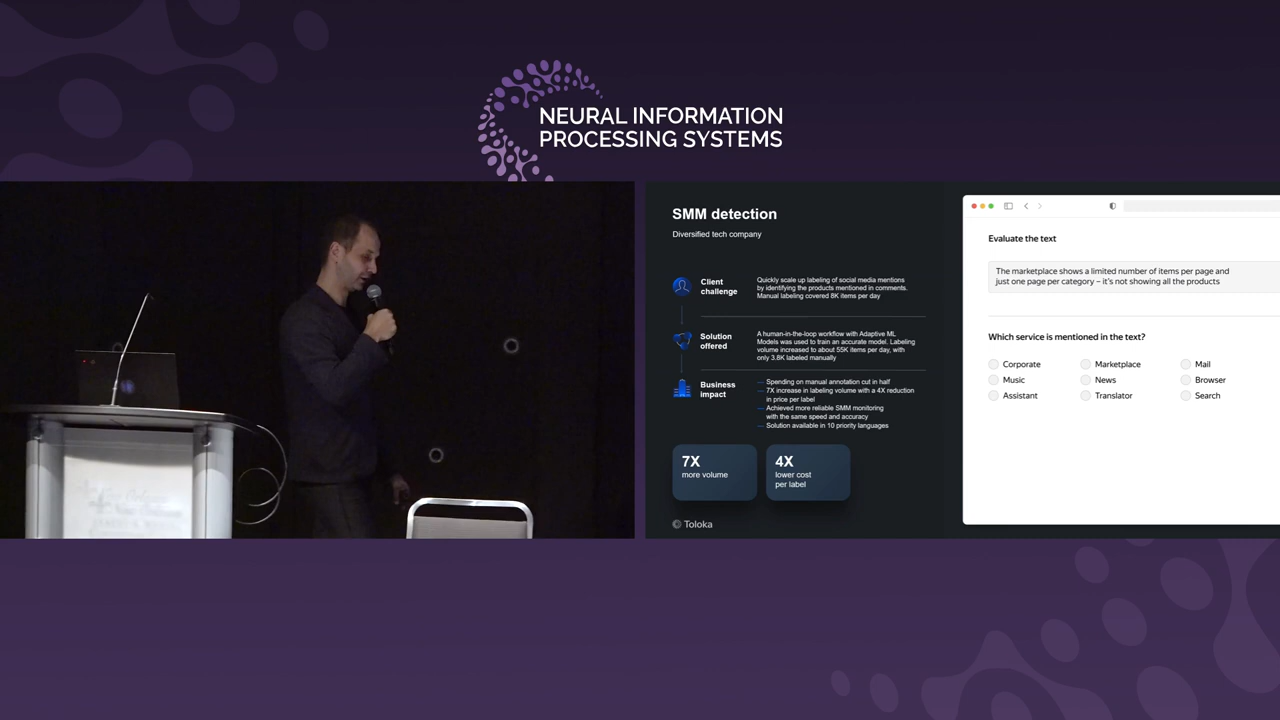 NEURAL INFORMATION
PROCESSING SYSTEMS
SMM detection
Diversified tech company
Client
challenge
Quickly scale up labeling of social media mentions
by identifying the products mentioned in comments.
Manual labeling covered 8K items per day
Solution
offered
A human-in-the-loop workflow with Adaptive ML
Models was used to train an accurate model. Labeling
volume increased to about 55K items per day, with
only 3.8K labeled manually
Business
impact
— Spending on manual annotation cut in half
— 7X increase in labeling volume with a 4X reduction
in price per label
— Achieved more reliable SMM monitoring
with the same speed and accuracy
— Solution available in 10 priority languages
7X
more volume
4X
lower cost
per label
Toloka
Evaluate the text
The marketplace shows a limited number of items per page and
just one page per category – it's not showing all the products
Which service is mentioned in the text?
Corporate Marketplace Mail
Music News Browser
Assistant Translator Search